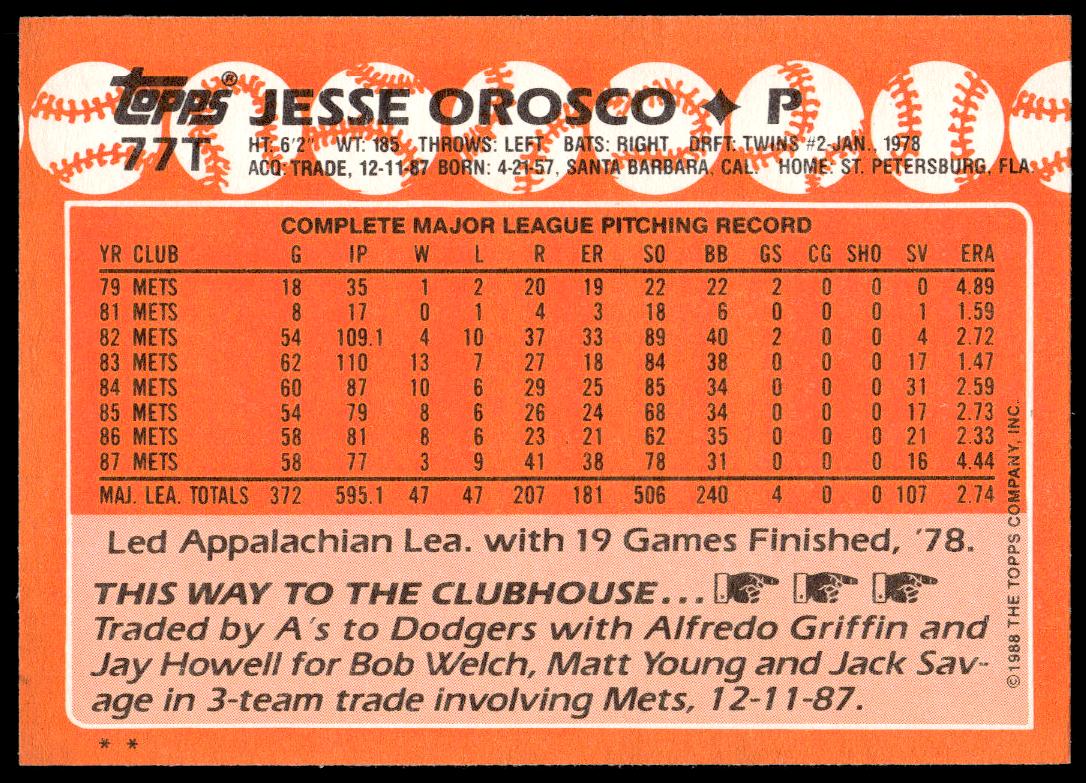 topps® JESSE OROSCO ♦ P
77T HT: 6'2" WT: 185 THROWS: LEFT BATS: RIGHT DRFT: TWINS #2-JAN., 1978
ACQ: TRADE, 12-11-87 BORN: 4-21-57, SANTA BARBARA, CAL. HOME: ST. PETERSBURG, FLA.
COMPLETE MAJOR LEAGUE PITCHING RECORD
YR CLUB G IP W L R ER SO BB GS CG SHO SV ERA
79 METS 18 35 1 2 20 19 22 22 2 0 0 0 4.89
81 METS 8 17 0 1 4 3 18 6 0 0 0 1 1.59
82 METS 54 109.1 4 10 37 33 89 40 2 0 0 4 2.72
83 METS 62 110 13 7 27 18 84 38 0 0 0 17 1.47
84 METS 60 87 10 6 29 25 85 34 0 0 0 31 2.59
85 METS 54 79 8 6 26 24 68 34 0 0 0 17 2.73
86 METS 58 81 8 6 23 21 62 35 0 0 0 21 2.33
87 METS 58 77 3 9 41 38 78 31 0 0 0 16 4.44
MAJ. LEA. TOTALS 372 595.1 47 47 207 181 506 240 4 0 0 107 2.74
Led Appalachian Lea. with 19 Games Finished, '78.
THIS WAY TO THE CLUBHOUSE...
Traded by A's to Dodgers with Alfredo Griffin and
Jay Howell for Bob Welch, Matt Young and Jack Sav-
age in 3-team trade involving Mets, 12-11-87.
©1988 THE TOPPS COMPANY, INC.
* *